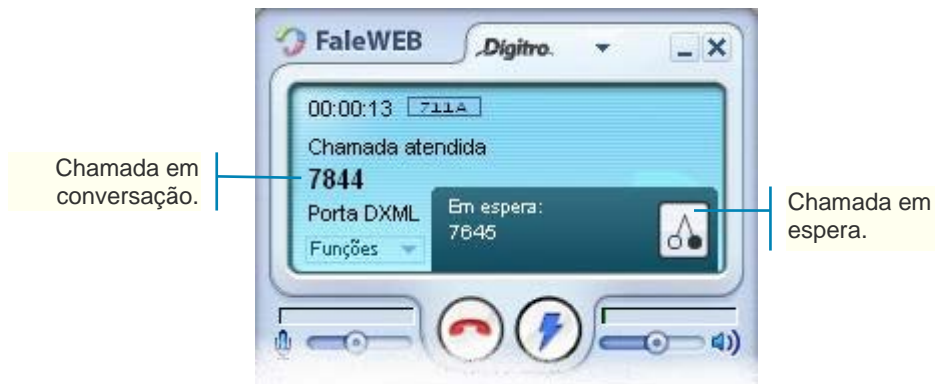 FaleWEB
Dígitro
00:00:13 711A
Chamada atendida
7844
Porta DXML
Em espera:
7645
Funções
Chamada em
conversação.
Chamada em
espera.